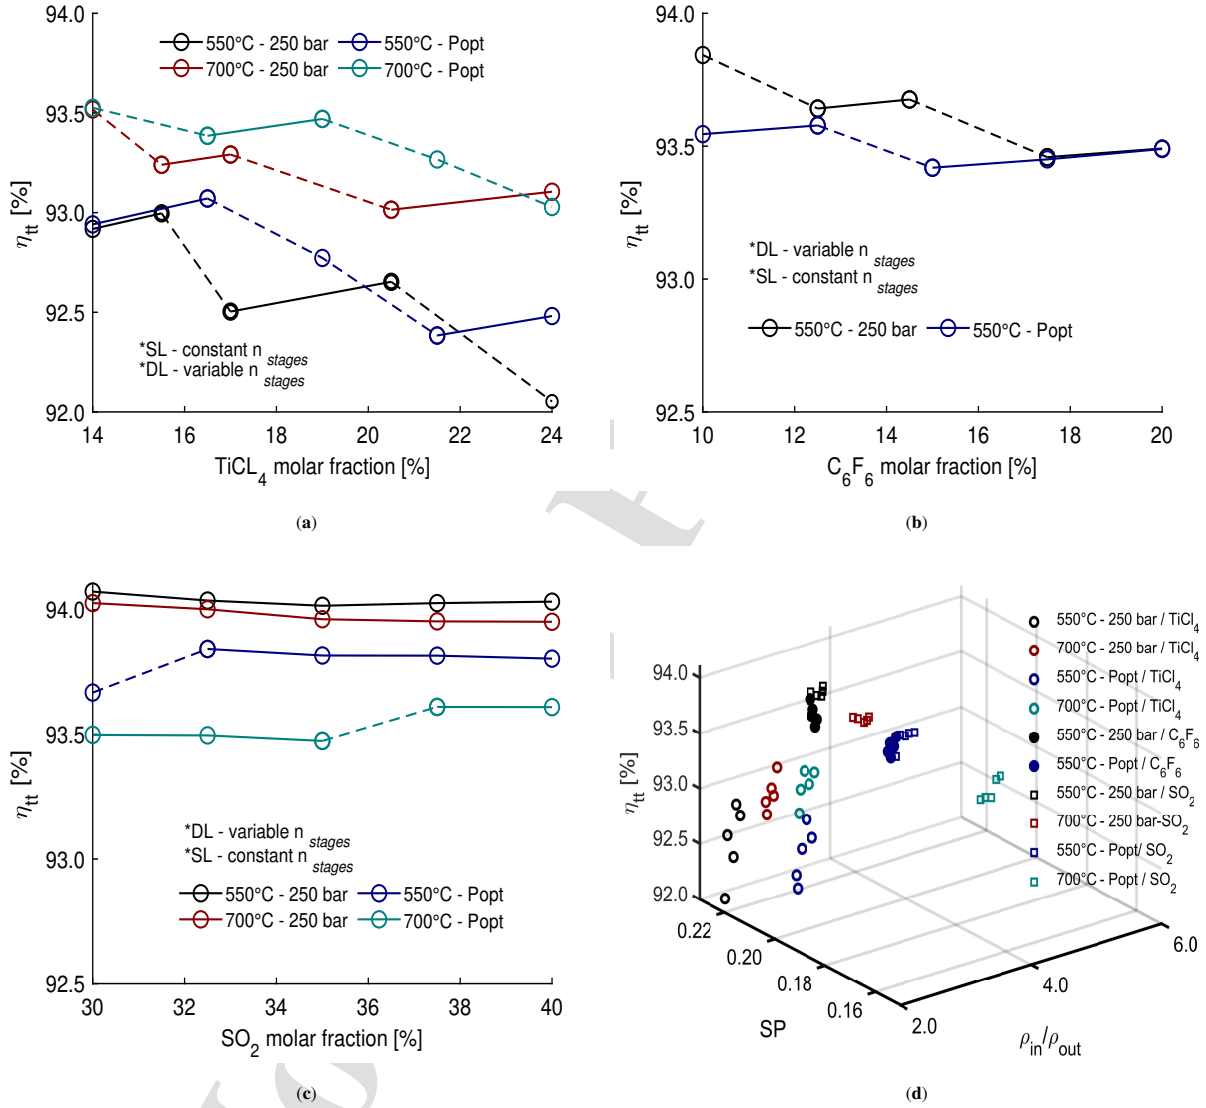 94.0
93.5
93.0
92.5
92.0
η_tt [%]
550°C - 250 bar
550°C - Popt
700°C - 250 bar
700°C - Popt
*SL - constant n_stages
*DL - variable n_stages
14 16 18 20 22 24
TiCL_4 molar fraction [%]
(a)
94.0
93.5
93.0
92.5
η_tt [%]
*DL - variable n_stages
*SL - constant n_stages
550°C - 250 bar
550°C - Popt
10 12 14 16 18 20
C_6F_6 molar fraction [%]
(b)
94.0
93.5
93.0
92.5
η_tt [%]
*DL - variable n_stages
*SL - constant n_stages
550°C - 250 bar
550°C - Popt
700°C - 250 bar
700°C - Popt
30 32 34 36 38 40
SO_2 molar fraction [%]
(c)
550°C - 250 bar / TiCl_4
700°C - 250 bar / TiCl_4
550°C - Popt / TiCl_4
700°C - Popt / TiCl_4
550°C - 250 bar / C_6F_6
550°C - Popt / C_6F_6
550°C - 250 bar / SO_2
700°C - 250 bar-SO_2
550°C - Popt/ SO_2
700°C - Popt / SO_2
94.0
93.5
93.0
92.5
92.0
η_tt [%]
0.22
0.20
0.18
0.16
SP
2.0
4.0
6.0
ρ_in/ρ_out
(d)